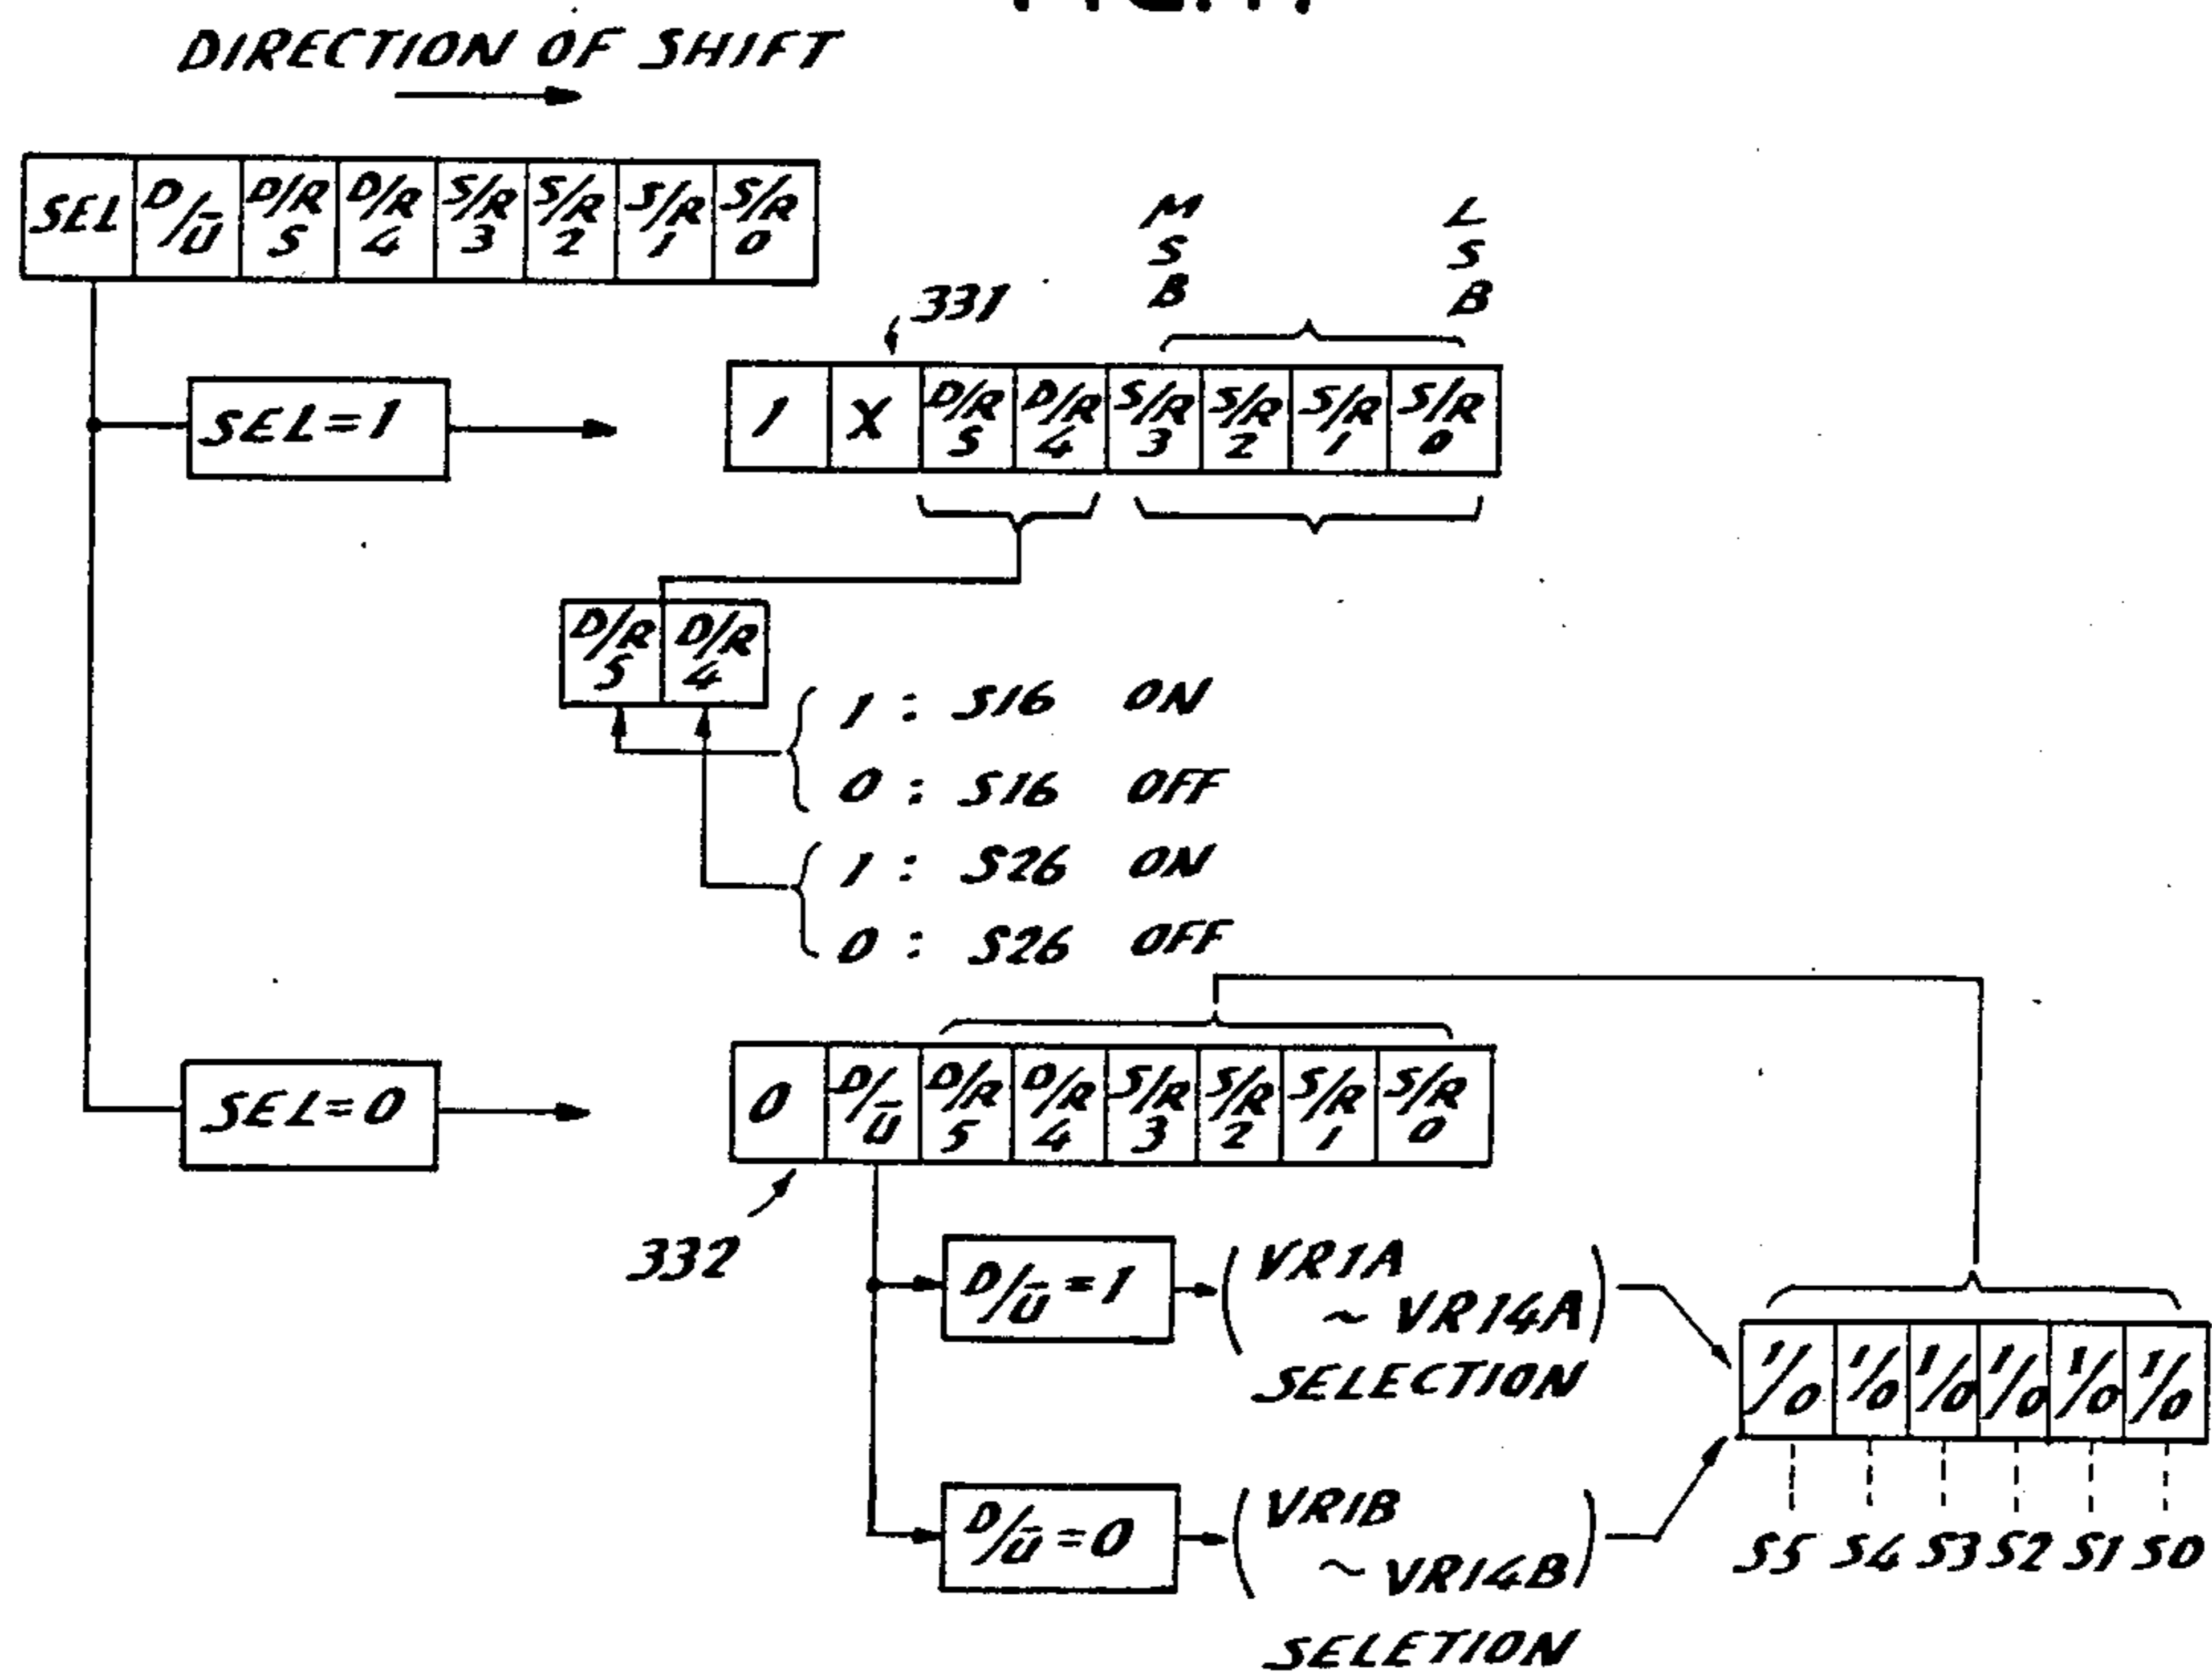 DIRECTION OF SHIFT
SEL D/Ū D/R 5 D/R 4 S/R 3 S/R 2 S/R 1 S/R 0
MSB LSB
331
SEL=1
1 X D/R 5 D/R 4 S/R 3 S/R 2 S/R 1 S/R 0
D/R 5 D/R 4
1 : S16 ON
0 : S16 OFF
1 : S26 ON
0 : S26 OFF
SEL=0
0 D/Ū D/R 5 D/R 4 S/R 3 S/R 2 S/R 1 S/R 0
332
D/Ū=1
(VR1A
~ VR14A)
SELECTION
1/0 1/0 1/0 1/0 1/0 1/0
D/Ū=0
(VR1B
~ VR14B)
SELETION
S5 S4 S3 S2 S1 S0